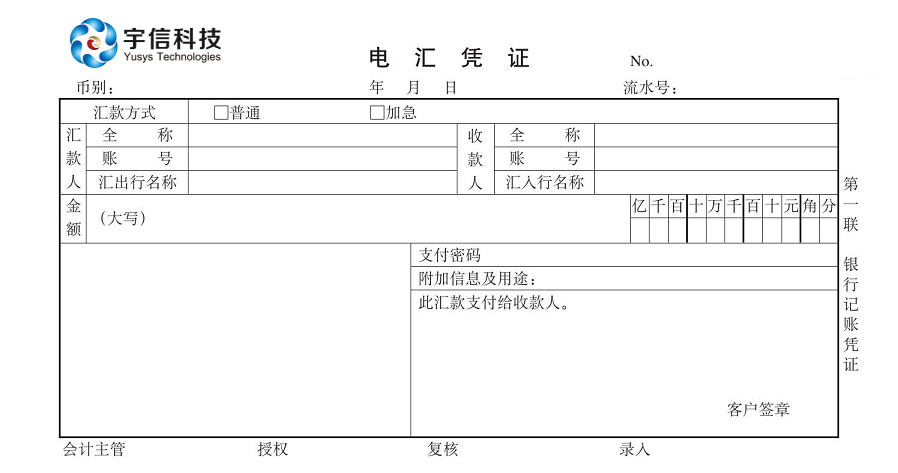 宇信科技
Yusys Technologies
电 汇 凭 证 No.
币别： 年 月 日 流水号：
汇款方式 □普通 □加急
汇款人 全 称 收款人 全 称
账 号 账 号
汇出行名称 汇入行名称
金额 （大写） 亿 千 百 十 万 千 百 十 元 角 分
支付密码
附加信息及用途：
此汇款支付给收款人。
客户签章
第一联 银行记账凭证
会计主管 授权 复核 录入